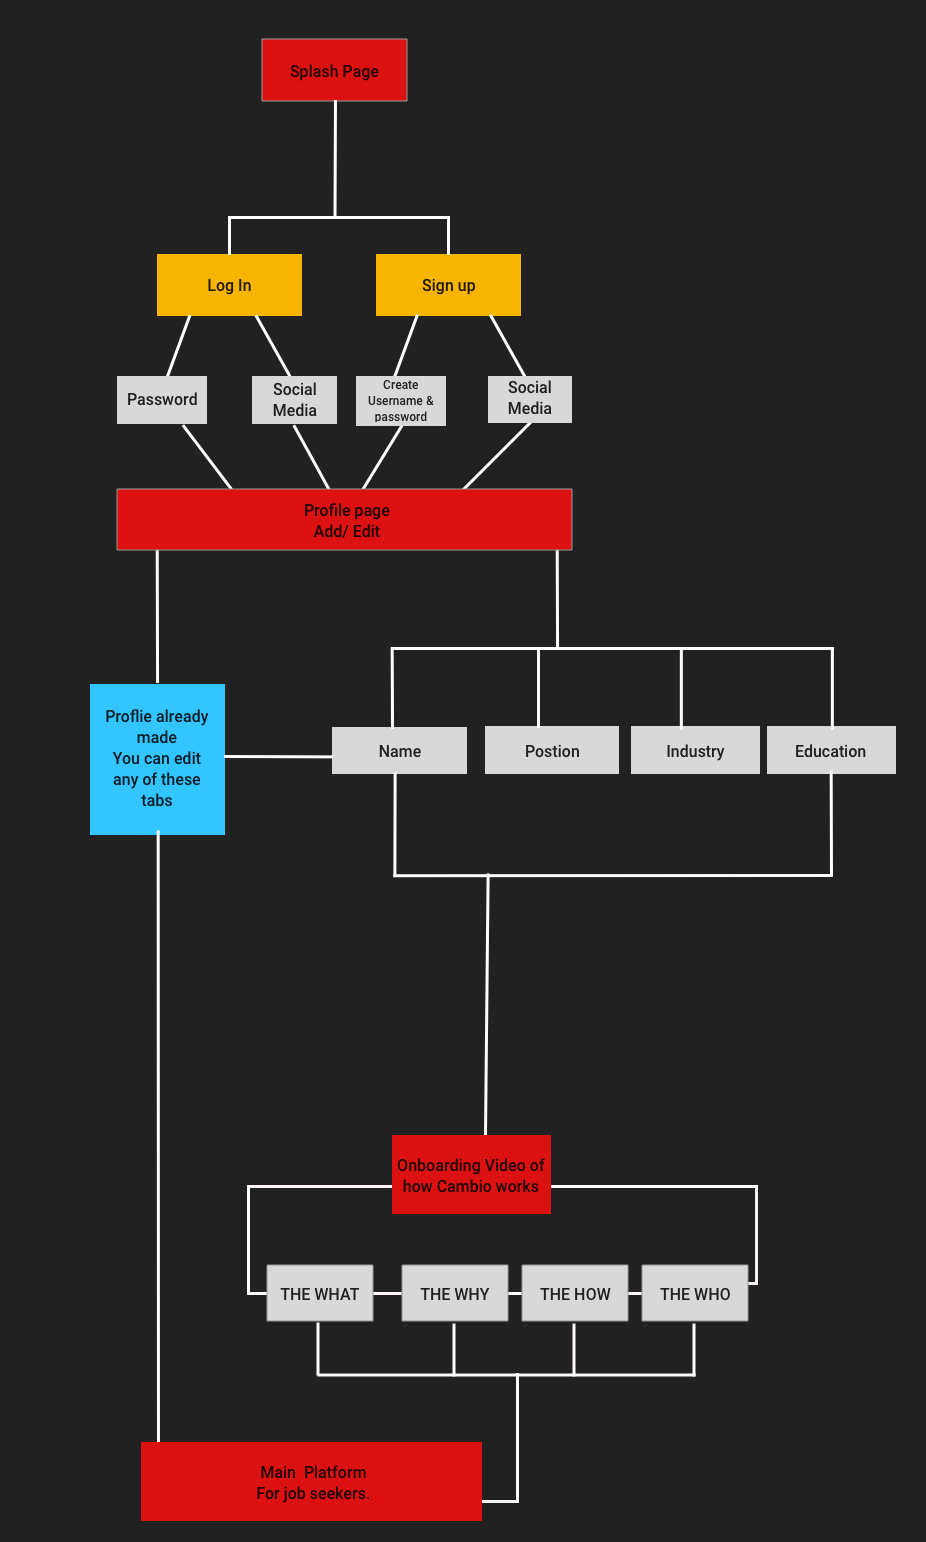 Splash Page
Log In
Sign up
Password
Social
Media
Create
Username &
password
Social
Media
Profile page
Add/ Edit
Proflie already
made
You can edit
any of these
tabs
Name
Postion
Industry
Education
Onboarding Video of
how Cambio works
THE WHAT
THE WHY
THE HOW
THE WHO
Main  Platform
For job seekers.